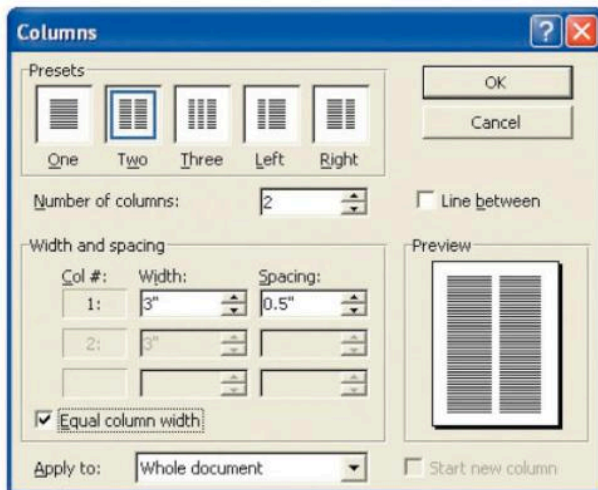 Columns
Presets
OK
Cancel
One Two Three Left Right
Number of columns: 2
Line between
Width and spacing
Preview
Col #: Width: Spacing:
1: 3" 0.5"
2: 3"
Equal column width
Apply to: Whole document
Start new column